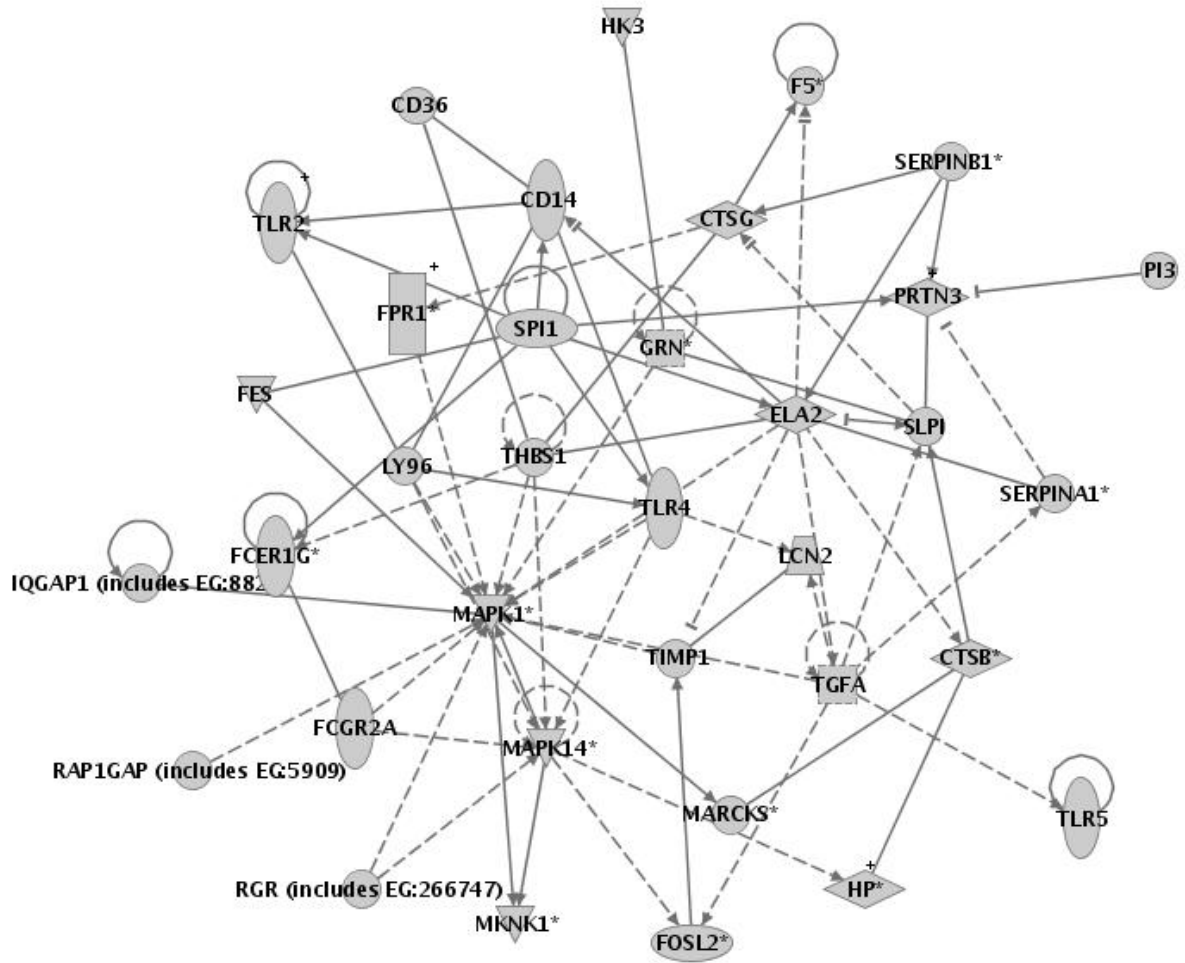 HK3
F5*
CD36
SERPINB1*
+
CD14
TLR2
CTSG
+
PI3
+
PRTN3
FPR1*
SPI1
GRN*
FES
ELA2
SLPI
LY96
THBS1
SERPINA1*
TLR4
FCER1G*
LCN2
IQGAP1 (includes EG:882
MAPK1*
TIMP1
CTSB*
TGFA
FCGR2A
MAPK14*
RAP1GAP (includes EG:5909)
MARCKS*
TLR5
+
RGR (includes EG:266747)
HP*
MKNK1*
FOSL2*